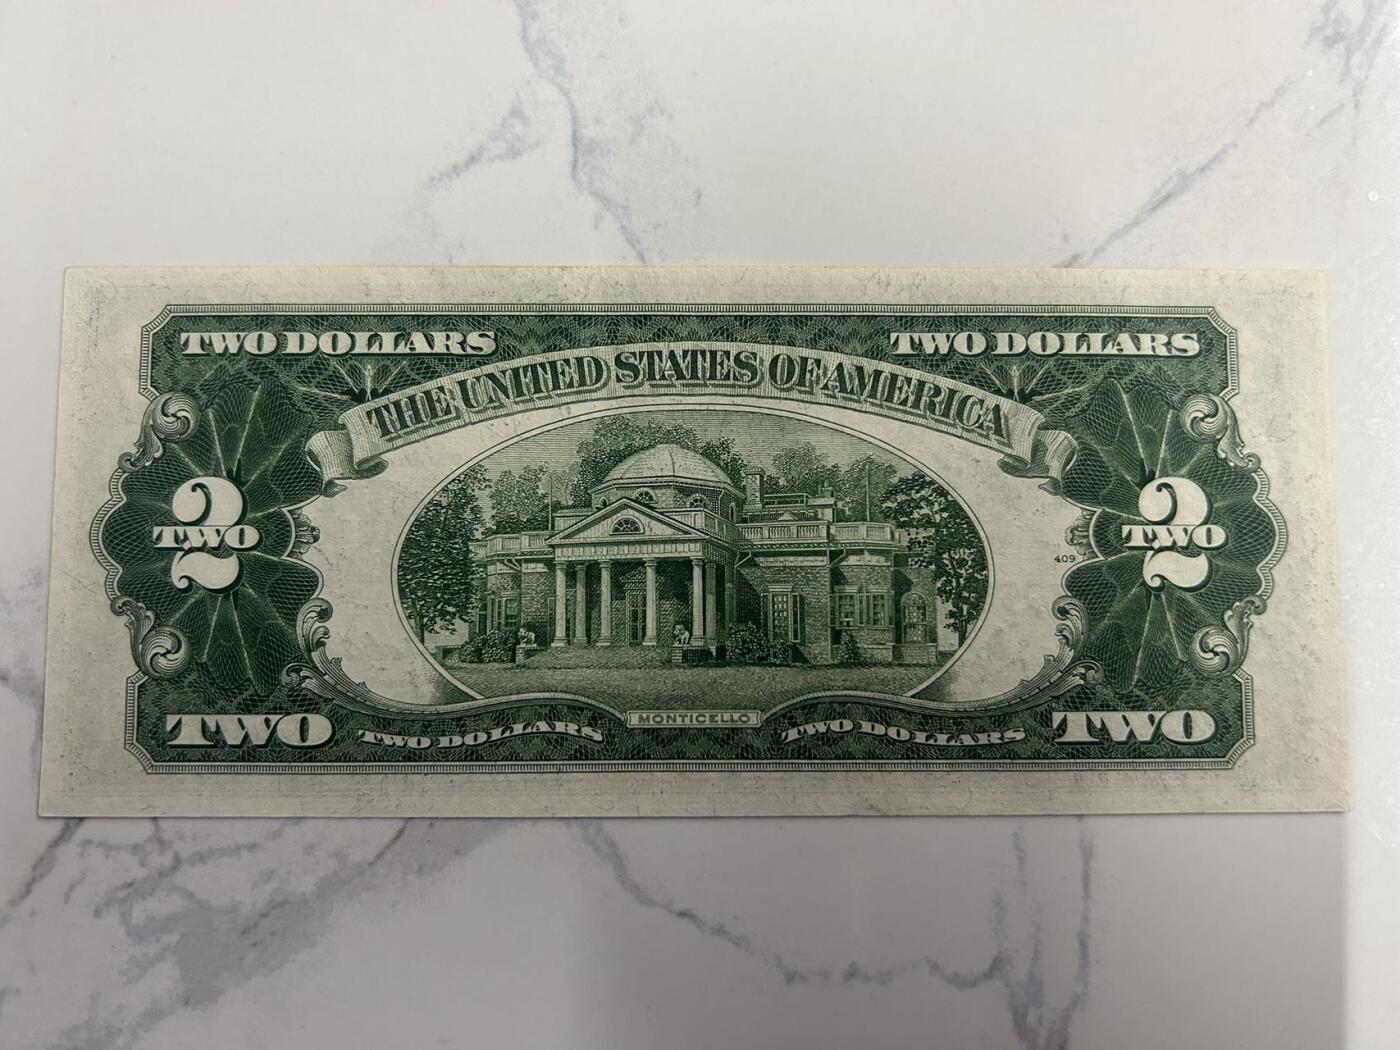 TWO DOLLARS
TWO DOLLARS
THE UNITED STATES OF AMERICA
2
TWO
2
TWO
409
TWO
TWO DOLLARS
MONTICELLO
TWO DOLLARS
TWO